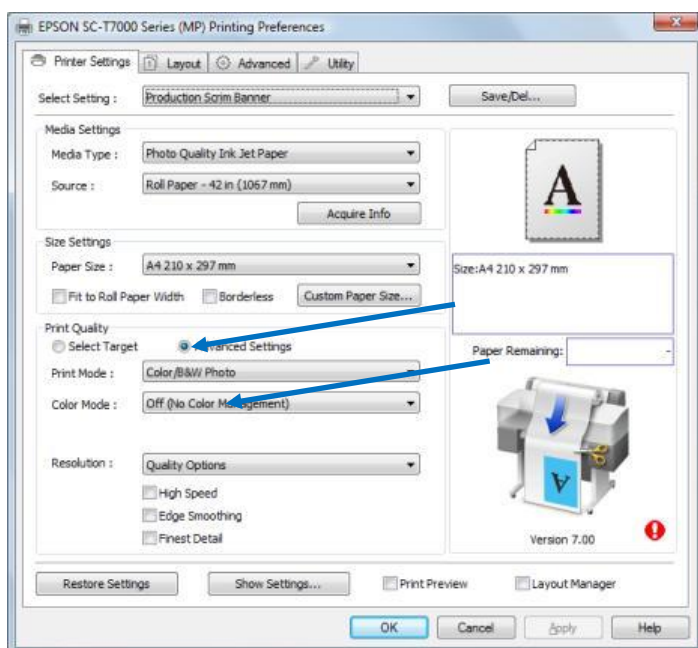 EPSON SC-T7000 Series (MP) Printing Preferences
Printer Settings Layout Advanced Utility
Select Setting : Production Scrim Banner Save/Del...
Media Settings
Media Type : Photo Quality Ink Jet Paper
Source : Roll Paper - 42 in (1067 mm)
Acquire Info
A
Size Settings
Paper Size : A4 210 x 297 mm
Size:A4 210 x 297 mm
Fit to Roll Paper Width Borderless Custom Paper Size...
Print Quality
Select Target Advanced Settings
Paper Remaining: -
Print Mode : Color/B&W Photo
Color Mode : Off (No Color Management)
Resolution : Quality Options
High Speed
A
Edge Smoothing
Finest Detail
Version 7.00
Restore Settings Show Settings... Print Preview Layout Manager
OK Cancel Apply Help